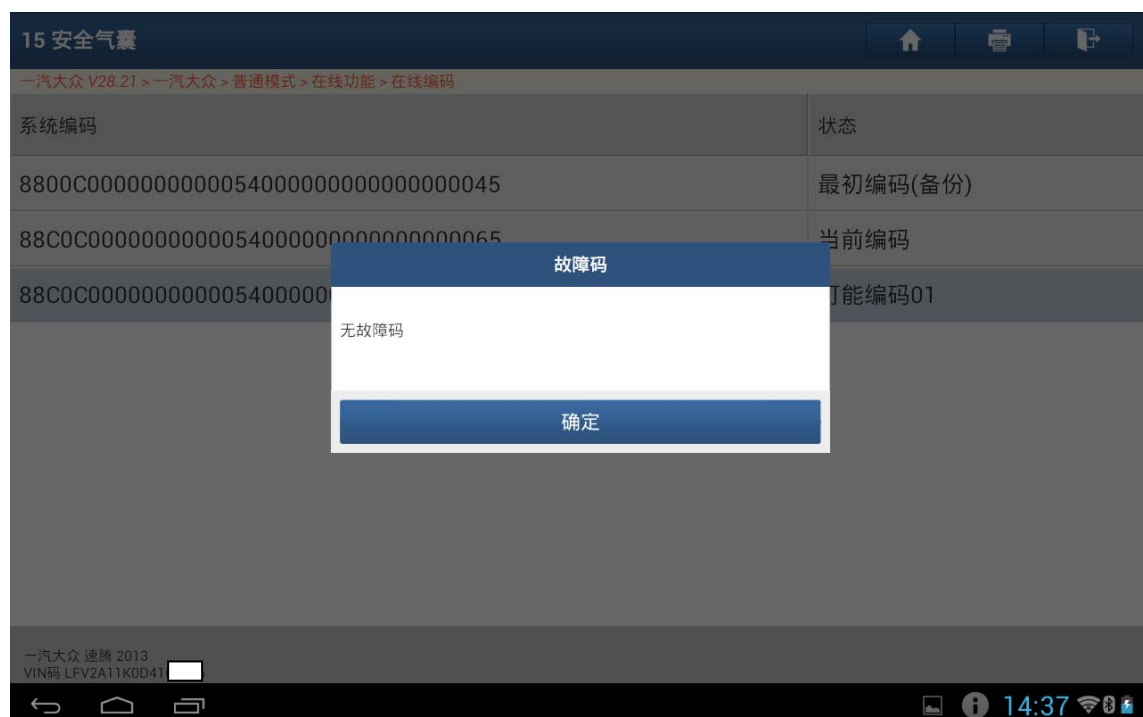 15 安全气囊
一汽大众 V28.21 > 一汽大众 > 普通模式 > 在线功能 > 在线编码
系统编码
状态
8800C00000000000054000000000000000000045
最初编码(备份)
88C0C00000000000054000000000000000000065
当前编码
故障码
88C0C0000000000005400000
可能编码01
无故障码
确定
一汽大众 速腾 2013
VIN码 LFV2A11K0D41
14:37